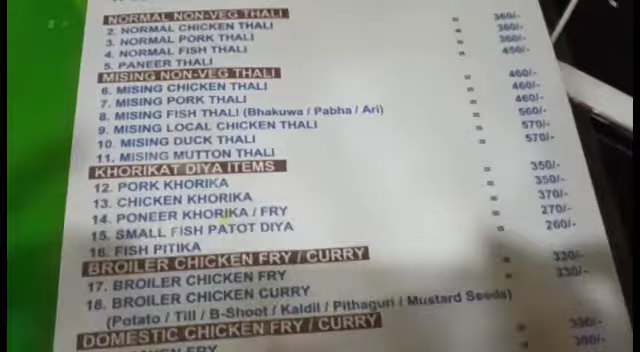 NORMAL NON-VEG THALI
2. NORMAL CHICKEN THALI = 360/-
3. NORMAL PORK THALI = 360/-
4. NORMAL FISH THALI = 360/-
5. PANEER THALI = 450/-
MISING NON-VEG THALI
6. MISING CHICKEN THALI = 460/-
7. MISING PORK THALI = 460/-
8. MISING FISH THALI (Bhakuwa / Pabha / Ari) = 460/-
9. MISING LOCAL CHICKEN THALI = 560/-
10. MISING DUCK THALI = 570/-
11. MISING MUTTON THALI = 570/-
KHORIKAT DIYA ITEMS
12. PORK KHORIKA = 350/-
13. CHICKEN KHORIKA = 350/-
14. PONEER KHORIKA / FRY = 370/-
15. SMALL FISH PATOT DIYA = 270/-
16. FISH PITIKA = 260/-
BROILER CHICKEN FRY / CURRY
17. BROILER CHICKEN FRY = 330/-
18. BROILER CHICKEN CURRY =
(Potato / Till / B-Shoot / Kaldil / Pithaguri / Mustard Seeds)
DOMESTIC CHICKEN FRY / CURRY
FRY